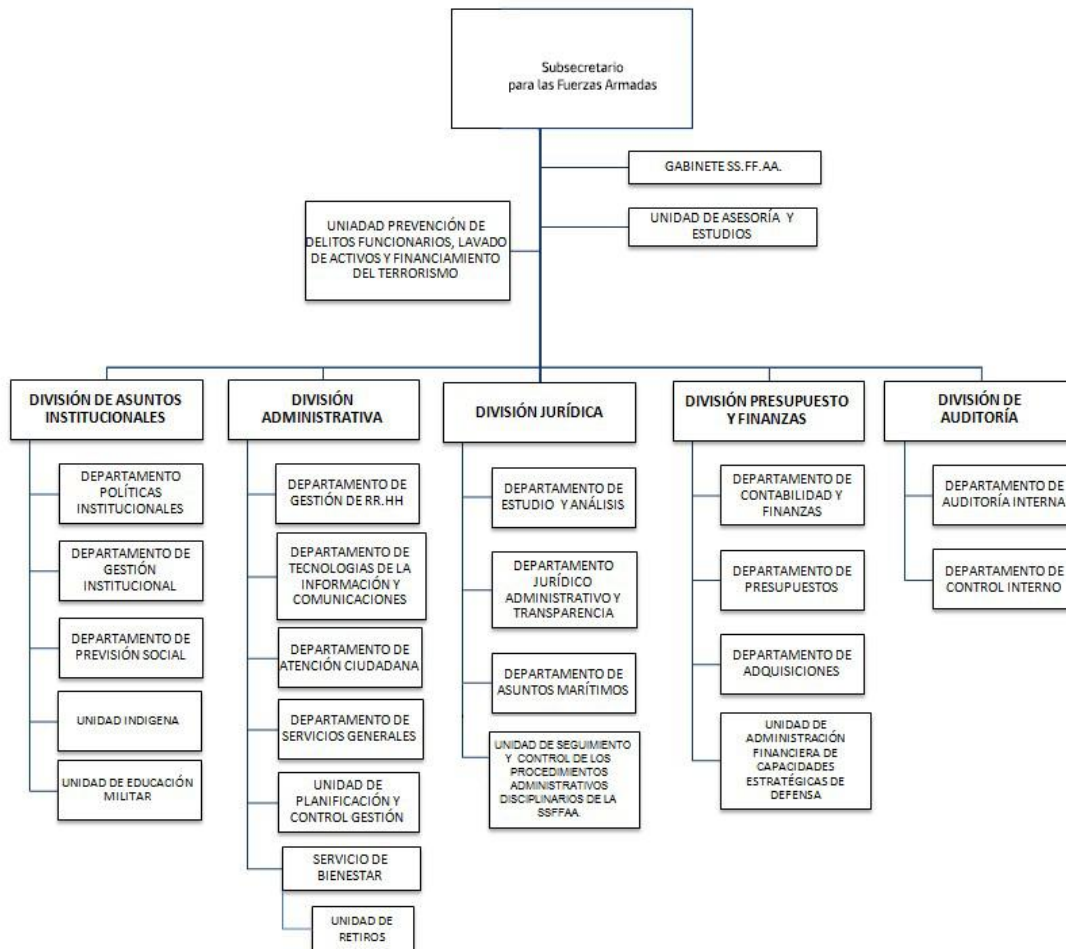 Subsecretario
para las Fuerzas Armadas
GABINETE SS.FF.AA.
UNIDAD DE ASESORÍA Y
ESTUDIOS
UNIADAD PREVENCIÓN DE
DELITOS FUNCIONARIOS, LAVADO
DE ACTIVOS Y FINANCIAMIENTO
DEL TERRORISMO
DIVISIÓN DE ASUNTOS
INSTITUCIONALES
DEPARTAMENTO
POLÍTICAS
INSTITUCIONALES
DEPARTAMENTO DE
GESTIÓN
INSTITUCIONAL
DEPARTAMENTO DE
PREVISIÓN SOCIAL
UNIDAD INDIGENA
UNIDAD DE EDUCACIÓN
MILITAR
DIVISIÓN
ADMINISTRATIVA
DEPARTAMENTO DE
GESTIÓN DE RR.HH
DEPARTAMENTO DE
TECNOLOGIAS DE LA
INFORMACIÓN Y
COMUNICACIONES
DEPARTAMENTO DE
ATENCIÓN CIUDADANA
DEPARTAMENTO DE
SERVICIOS GENERALES
UNIDAD DE
PLANIFICACIÓN Y
CONTROL GESTIÓN
SERVICIO DE
BIENESTAR
UNIDAD DE
RETIROS
DIVISIÓN JURÍDICA
DEPARTAMENTO DE
ESTUDIO Y ANÁLISIS
DEPARTAMENTO
JURÍDICO
ADMINISTRATIVO Y
TRANSPARENCIA
DEPARTAMENTO DE
ASUNTOS MARÍTIMOS
UNIDAD DE SEGUIMIENTO
Y CONTROL DE LOS
PROCEDIMIENTOS
ADMINISTRATIVOS
DISCIPLINARIOS DE LA
SSFFAA.
DIVISIÓN PRESUPUESTO
Y FINANZAS
DEPARTAMENTO DE
CONTABILIDAD Y
FINANZAS
DEPARTAMENTO DE
PRESUPUESTOS
DEPARTAMENTO DE
ADQUISICIONES
UNIDAD DE
ADMINISTRACIÓN
FINANCIERA DE
CAPACIDADES
ESTRATÉGICAS DE
DEFENSA
DIVISIÓN DE
AUDITORÍA
DEPARTAMENTO DE
AUDITORÍA INTERNA
DEPARTAMENTO DE
CONTROL INTERNO